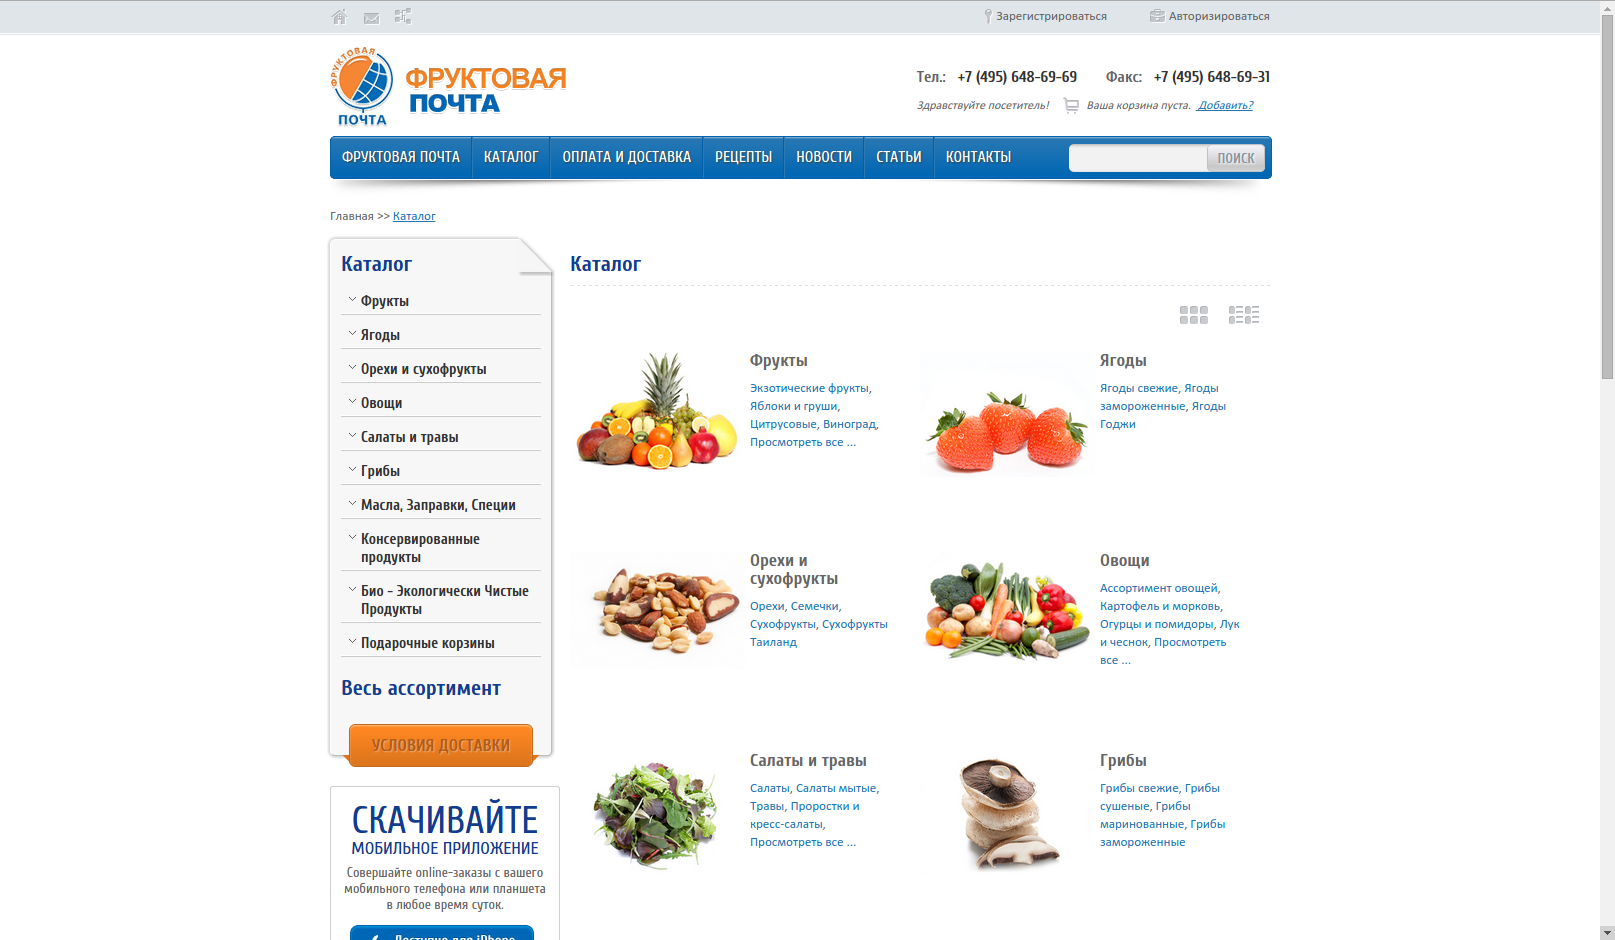 Зарегистрироваться
Авторизироваться
ФРУКТОВАЯ
ПОЧТА
ФРУКТОВАЯ
ПОЧТА
Тел.: +7 (495) 648-69-69 Факс: +7 (495) 648-69-31
Здравствуйте посетитель! Ваша корзина пуста. Добавить?
ФРУКТОВАЯ ПОЧТА КАТАЛОГ ОПЛАТА И ДОСТАВКА РЕЦЕПТЫ НОВОСТИ СТАТЬИ КОНТАКТЫ ПОИСК
Главная >> Каталог
Каталог
Фрукты
Ягоды
Орехи и сухофрукты
Овощи
Салаты и травы
Грибы
Масла, Заправки, Специи
Консервированные
продукты
Био - Экологически Чистые
Продукты
Подарочные корзины
Весь ассортимент
УСЛОВИЯ ДОСТАВКИ
СКАЧИВАЙТЕ
МОБИЛЬНОЕ ПРИЛОЖЕНИЕ
Совершайте online-заказы с вашего
мобильного телефона или планшета
в любое время суток.
Доступно для iPhone
Каталог
Фрукты
Экзотические фрукты,
Яблоки и груши,
Цитрусовые, Виноград,
Просмотреть все ...
Ягоды
Ягоды свежие, Ягоды
замороженные, Ягоды
Годжи
Орехи и
сухофрукты
Орехи, Семечки,
Сухофрукты, Сухофрукты
Таиланд
Овощи
Ассортимент овощей,
Картофель и морковь,
Огурцы и помидоры, Лук
и чеснок, Просмотреть
все ...
Салаты и травы
Салаты, Салаты мытые,
Травы, Проростки и
кресс-салаты,
Просмотреть все ...
Грибы
Грибы свежие, Грибы
сушеные, Грибы
маринованные, Грибы
замороженные